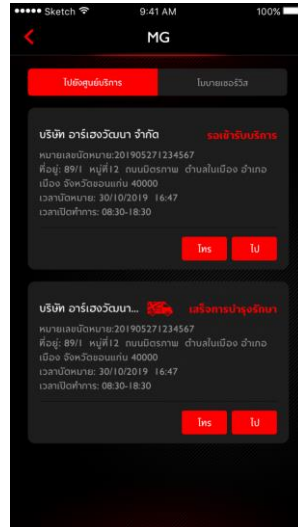 Sketch 9:41 AM 100%
MG
ไปยังศูนย์บริการ โมบายเซอร์วิส
บริษัท อาร์เฮงวัฒนา จำกัด รอเข้ารับบริการ
หมายเลขนัดหมาย:201905271234567
ที่อยู่: 89/1 หมู่ที่12 ถนนมิตรภาพ ตำบลในเมือง อำเภอ
เมือง จังหวัดขอนแก่น 40000
เวลานัดหมาย: 30/10/2019 16:47
เวลาเปิดทำการ: 08:30-18:30
โทร ไป
บริษัท อาร์เฮงวัฒนา... เสร็จการบำรุงรักษา
หมายเลขนัดหมาย:201905271234567
ที่อยู่: 89/1 หมู่ที่12 ถนนมิตรภาพ ตำบลในเมือง อำเภอ
เมือง จังหวัดขอนแก่น 40000
เวลานัดหมาย: 30/10/2019 16:47
เวลาเปิดทำการ: 08:30-18:30
โทร ไป